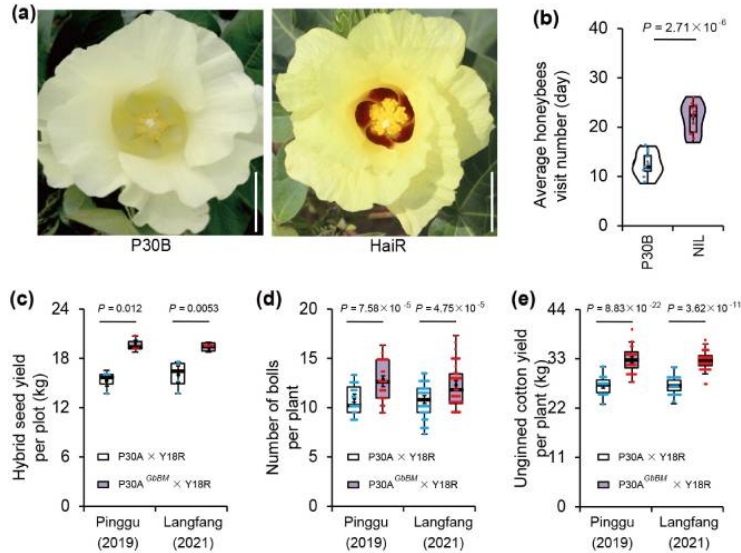 (a)
P30B
HaiR
(b)
P = 2.71×10⁻⁶
Average honeybees
visit number (day)
40
30
20
10
0
P30B
NIL
(c)
P = 0.012
P = 0.0053
Hybrid seed yield
per plot (kg)
24
20
16
12
8
P30A × Y18R
P30A^GbBM × Y18R
Pinggu
(2019)
Langfang
(2021)
(d)
P = 7.58×10⁻⁵
P = 4.75×10⁻⁵
Number of bolls
per plant
20
15
10
5
0
P30A × Y18R
P30A^GbBM × Y18R
Pinggu
(2019)
Langfang
(2021)
(e)
P = 8.83×10⁻²²
P = 3.62×10⁻¹¹
Unginned cotton yield
per plant (kg)
44
33
22
11
0
P30A × Y18R
P30A^GbBM × Y18R
Pinggu
(2019)
Langfang
(2021)